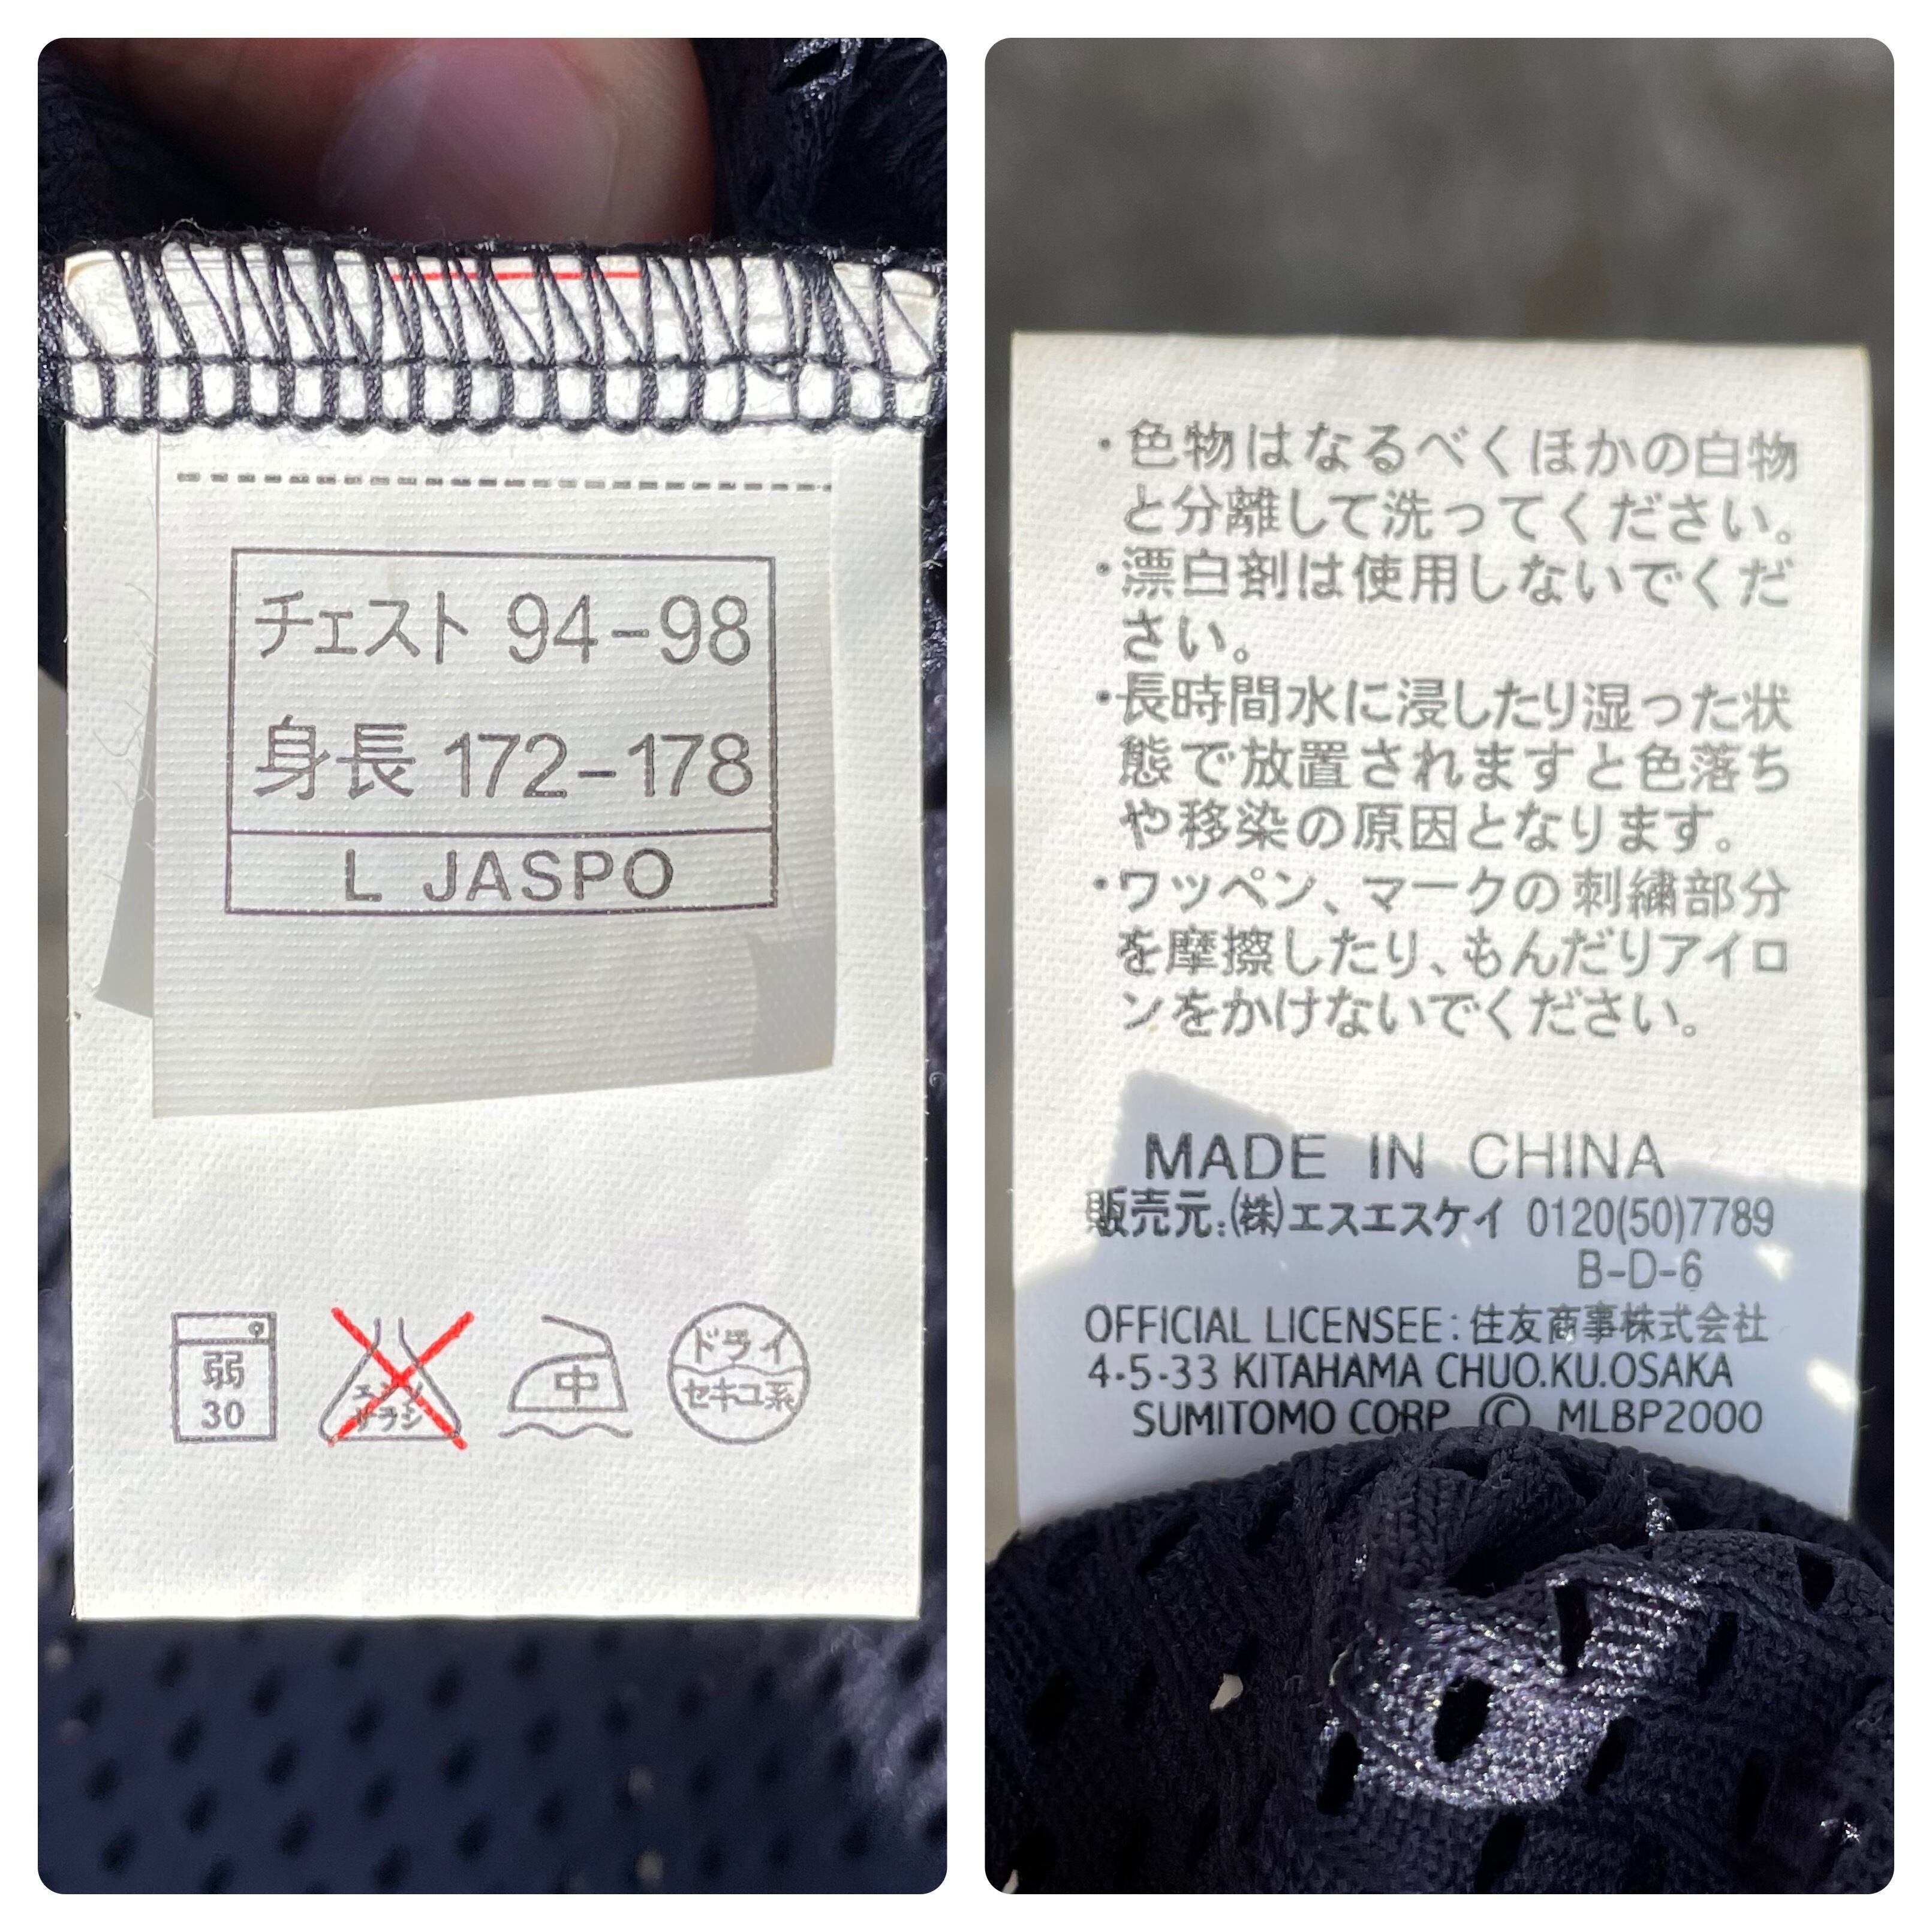 チェスト 94-98
身長 172-178
L JASPO
弱
30
エンソ
サラシ
中
ドライ
セキユ系
・色物はなるべくほかの白物
と分離して洗ってください。
・漂白剤は使用しないでくだ
さい。
・長時間水に浸したり湿った状
態で放置されますと色落ち
や移染の原因となります。
・ワッペン、マークの刺繍部分
を摩擦したり、もんだりアイロ
ンをかけないでください。
MADE IN CHINA
販売元:(株)エスエスケイ 0120(50)7789
B-D-6
OFFICIAL LICENSEE:住友商事株式会社
4-5-33 KITAHAMA CHUO.KU.OSAKA
SUMITOMO CORP. © MLBP2000